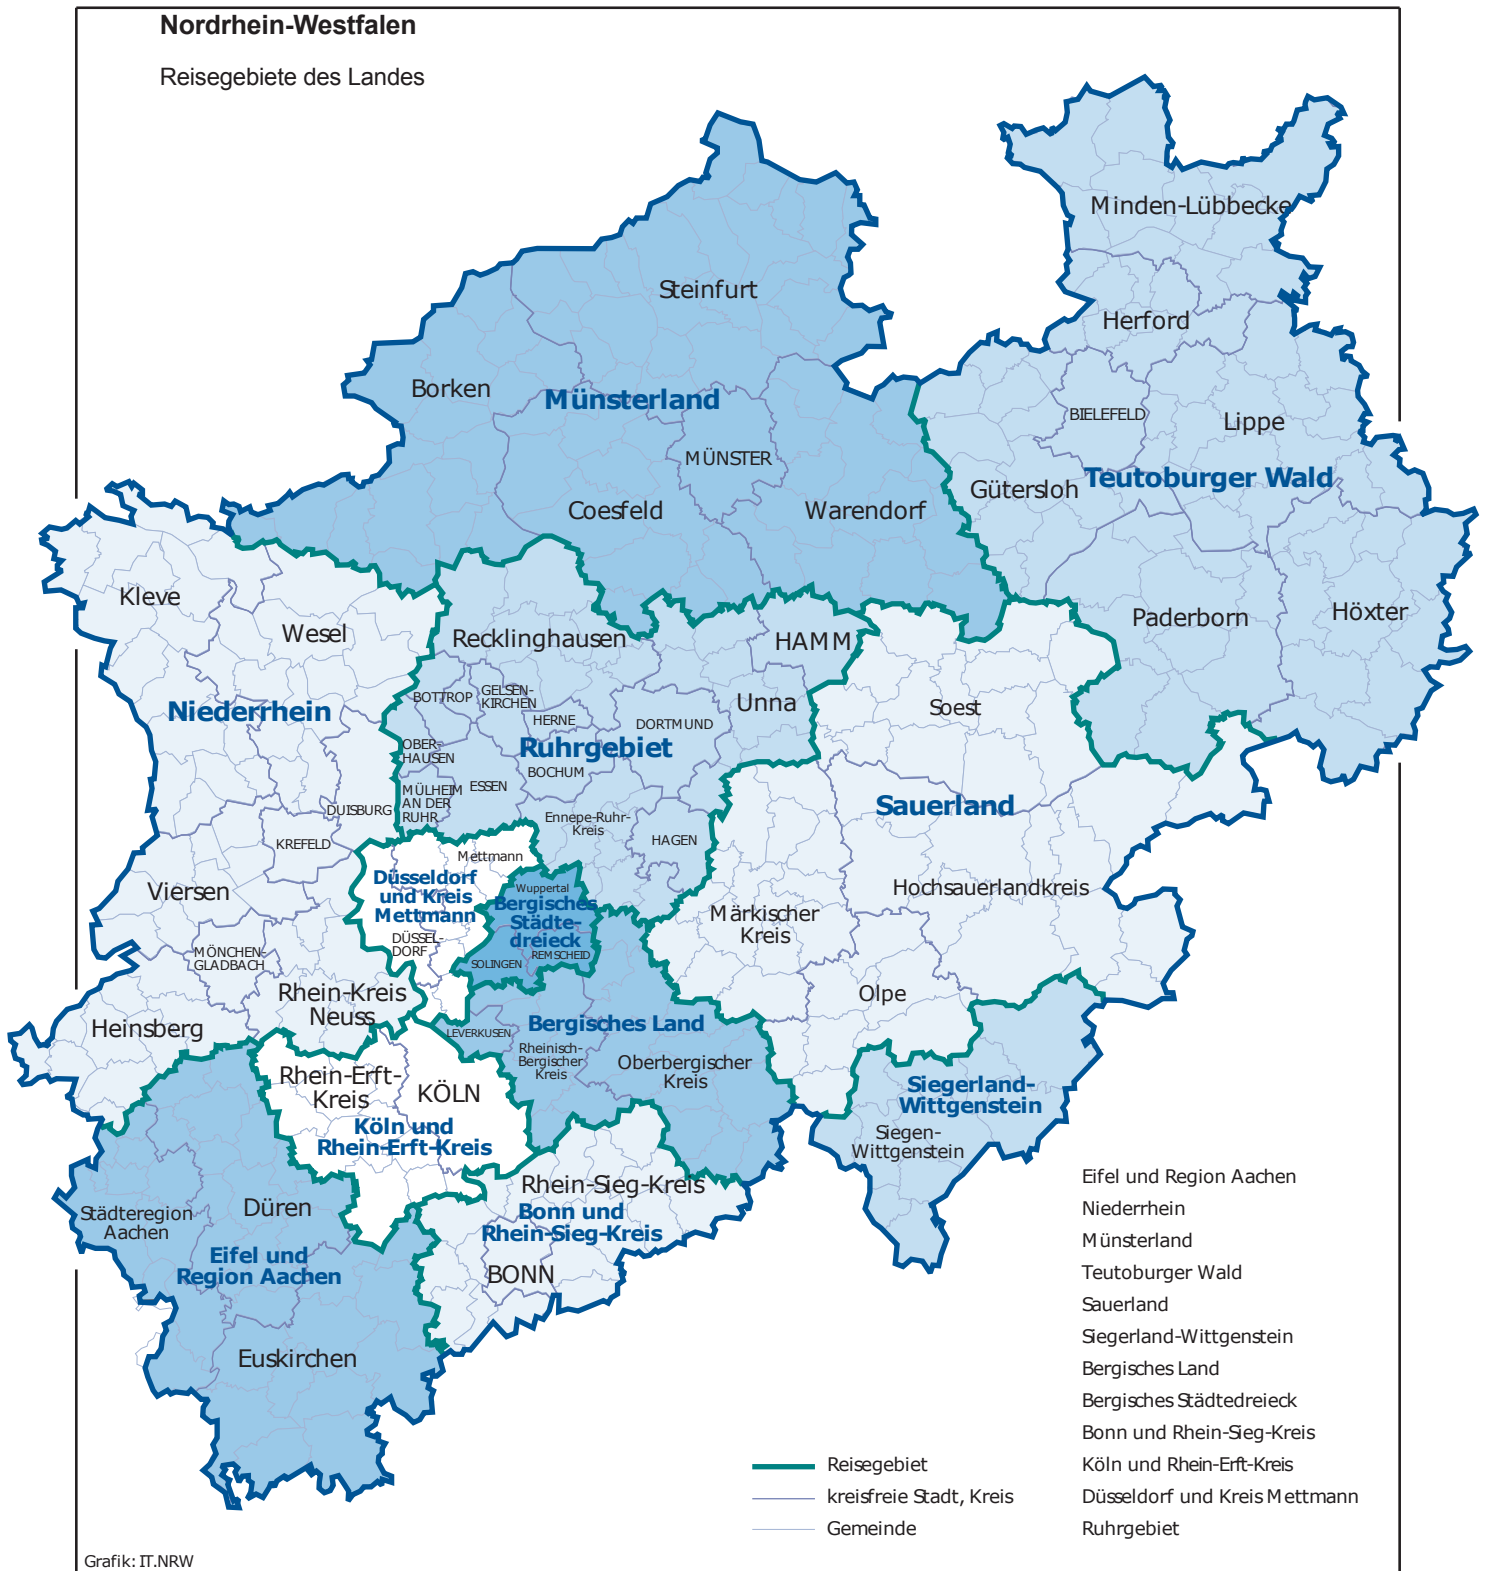 Nordrhein-Westfalen
Reisegebiete des Landes
Minden-Lübbecke
Steinfurt
Herford
Borken
Münsterland
BIELEFELD
Lippe
MÜNSTER
Teutoburger Wald
Gütersloh
Coesfeld
Warendorf
Kleve
Wesel
Recklinghausen
HAMM
Paderborn
Höxter
Niederrhein
BOTTROP
GELSEN-
KIRCHEN
HERNE
DORTMUND
Unna
Soest
OBER-
HAUSEN
Ruhrgebiet
BOCHUM
MÜLHEIM
AN DER
RUHR
ESSEN
DUISBURG
Ennepe-Ruhr-
Kreis
HAGEN
Sauerland
KREFELD
Mettmann
Düsseldorf
und Kreis
Mettmann
Viersen
Wuppertal
Bergisches
Städte-
dreieck
Hochsauerlandkreis
Märkischer
Kreis
DÜSSEL-
DORF
MÖNCHEN-
GLADBACH
SOLINGEN
REMSCHEID
Rhein-Kreis
Neuss
Olpe
Heinsberg
LEVERKUSEN
Bergisches Land
Rheinisch-
Bergischer
Kreis
Oberbergischer
Kreis
Rhein-Erft-
Kreis
KÖLN
Köln und
Rhein-Erft-Kreis
Siegerland-
Wittgenstein
Siegen-
Wittgenstein
Rhein-Sieg-Kreis
Bonn und
Rhein-Sieg-Kreis
BONN
Düren
Städteregion
Aachen
Eifel und
Region Aachen
Euskirchen
Eifel und Region Aachen
Niederrhein
Münsterland
Teutoburger Wald
Sauerland
Siegerland-Wittgenstein
Bergisches Land
Bergisches Städtedreieck
Bonn und Rhein-Sieg-Kreis
Köln und Rhein-Erft-Kreis
Düsseldorf und Kreis Mettmann
Ruhrgebiet
Reisegebiet
kreisfreie Stadt, Kreis
Gemeinde
Grafik: IT.NRW